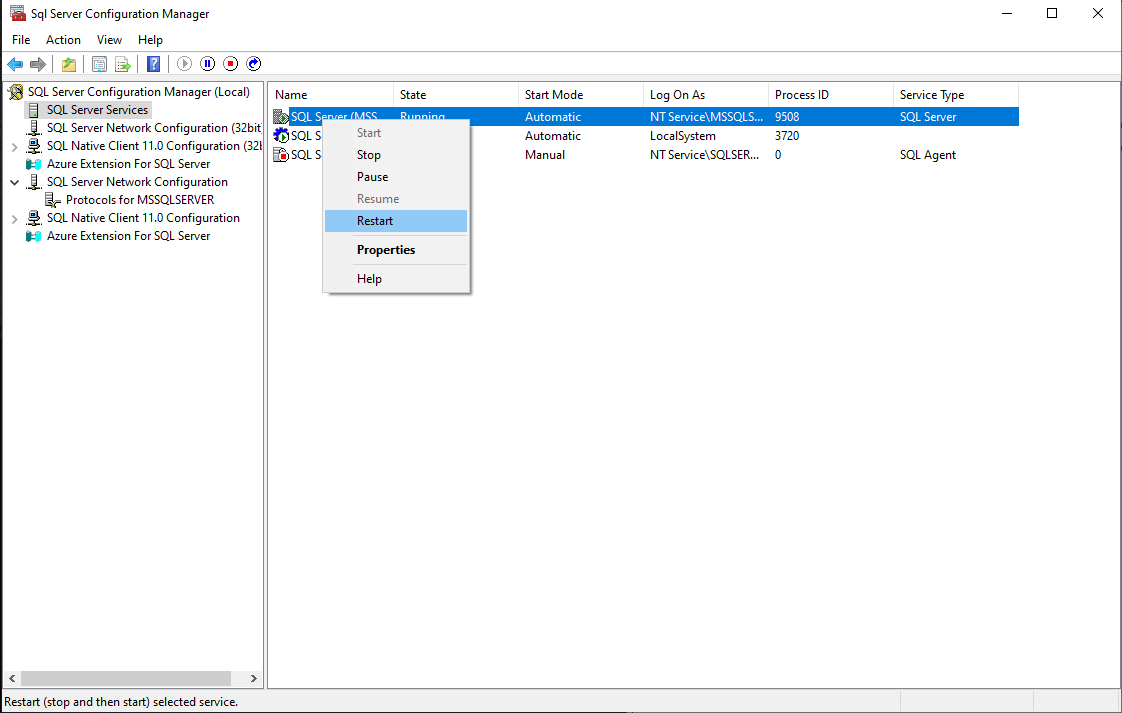 Sql Server Configuration Manager
File Action View Help
SQL Server Configuration Manager (Local)
SQL Server Services
SQL Server Network Configuration (32bit
SQL Native Client 11.0 Configuration (32b
Azure Extension For SQL Server
SQL Server Network Configuration
Protocols for MSSQLSERVER
SQL Native Client 11.0 Configuration
Azure Extension For SQL Server
Name State Start Mode Log On As Process ID Service Type
SQL Server (MSS... Running Automatic NT Service\MSSQLS... 9508 SQL Server
SQL S Automatic LocalSystem 3720
SQL S Manual NT Service\SQLSER... 0 SQL Agent
Start
Stop
Pause
Resume
Restart
Properties
Help
Restart (stop and then start) selected service.